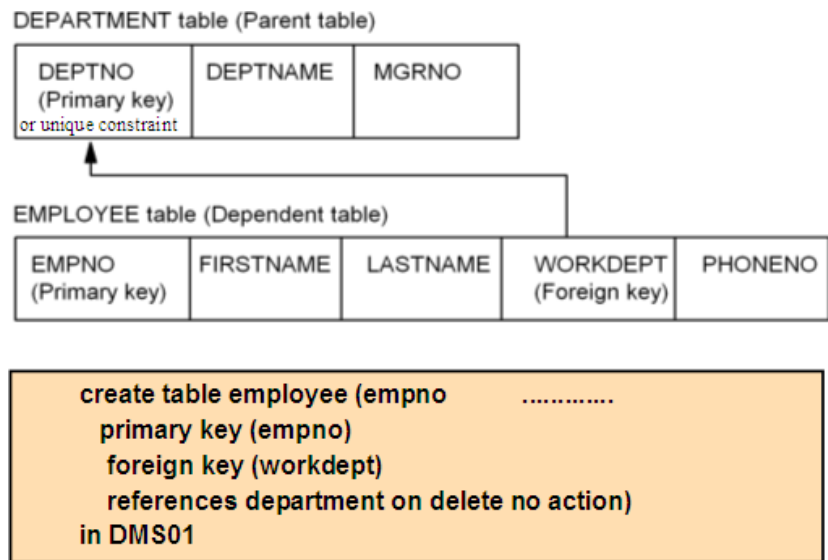 DEPARTMENT table (Parent table)
DEPTNO DEPTNAME MGRNO
(Primary key)
or unique constraint
EMPLOYEE table (Dependent table)
EMPNO FIRSTNAME LASTNAME WORKDEPT PHONENO
(Primary key) (Foreign key)
create table employee (empno .............
primary key (empno)
foreign key (workdept)
references department on delete no action)
in DMS01